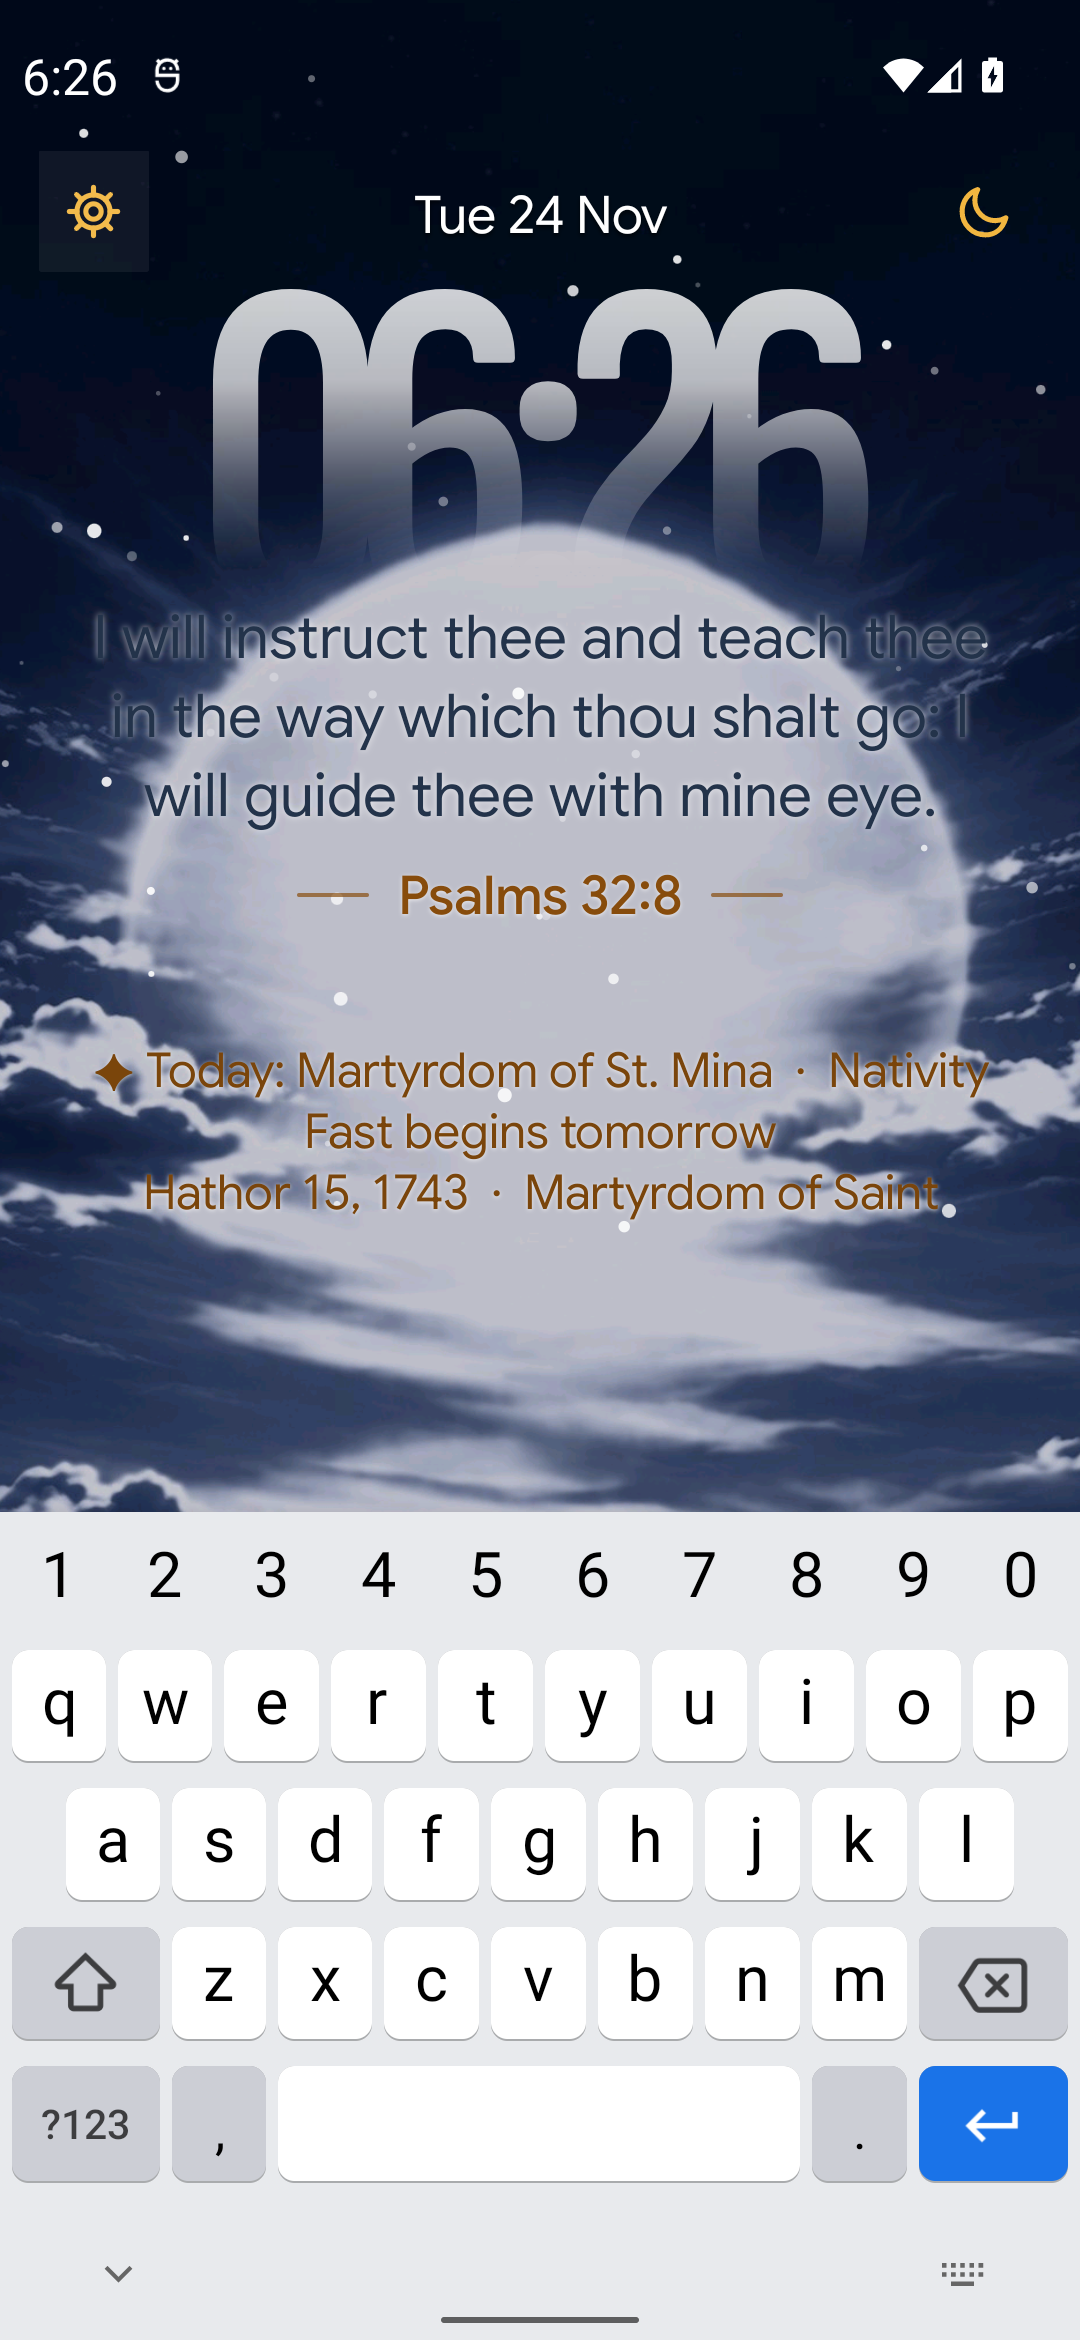 6:26
Tue 24 Nov
06:26
I will instruct thee and teach thee
in the way which thou shalt go: I
will guide thee with mine eye.
Psalms 32:8
Today: Martyrdom of St. Mina · Nativity
Fast begins tomorrow
Hathor 15, 1743 · Martyrdom of Saint
1 2 3 4 5 6 7 8 9 0
q w e r t y u i o p
a s d f g h j k l
z x c v b n m
?123 , .